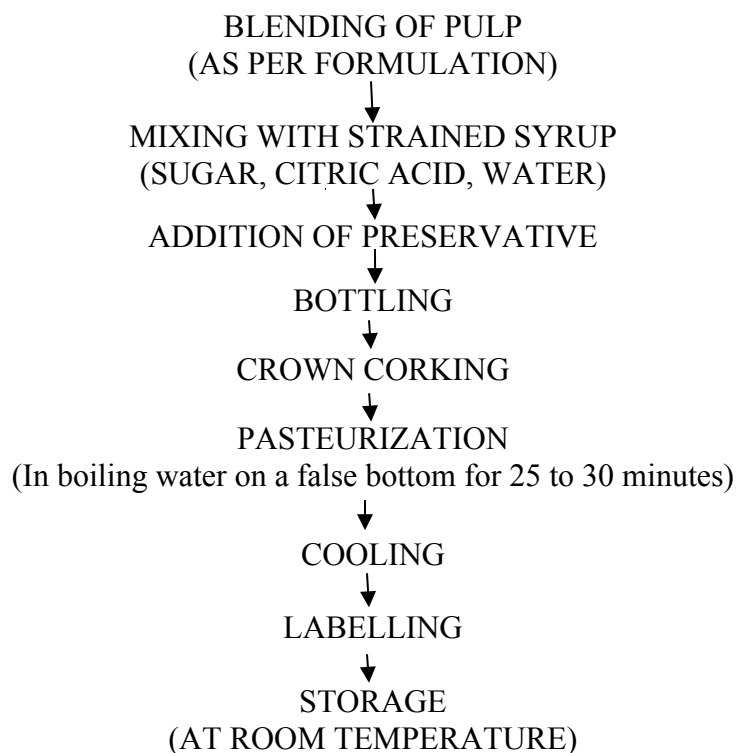 BLENDING OF PULP
(AS PER FORMULATION)
MIXING WITH STRAINED SYRUP
(SUGAR, CITRIC ACID, WATER)
ADDITION OF PRESERVATIVE
BOTTLING
CROWN CORKING
PASTEURIZATION
(In boiling water on a false bottom for 25 to 30 minutes)
COOLING
LABELLING
STORAGE
(AT ROOM TEMPERATURE)